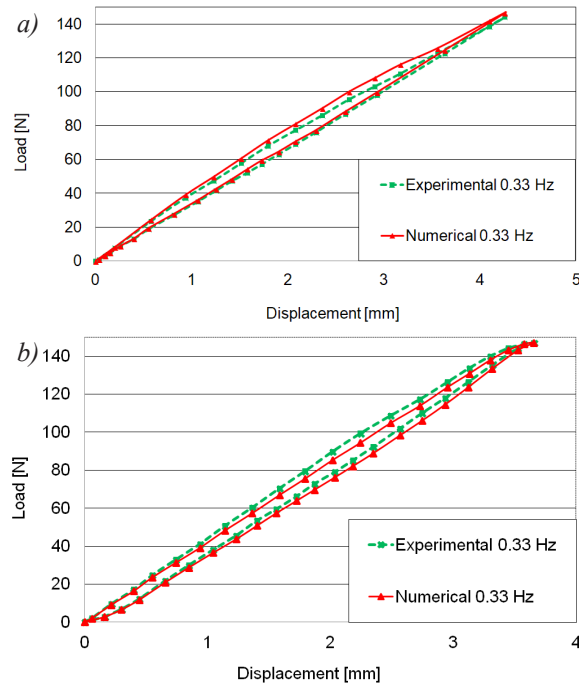 a)
140
120
100
80
60
40
20
0
Load [N]
0 1 2 3 4 5
Displacement [mm]
Experimental 0.33 Hz
Numerical 0.33 Hz
b)
140
120
100
80
60
40
20
0
Load [N]
0 1 2 3 4
Displacement [mm]
Experimental 0.33 Hz
Numerical 0.33 Hz